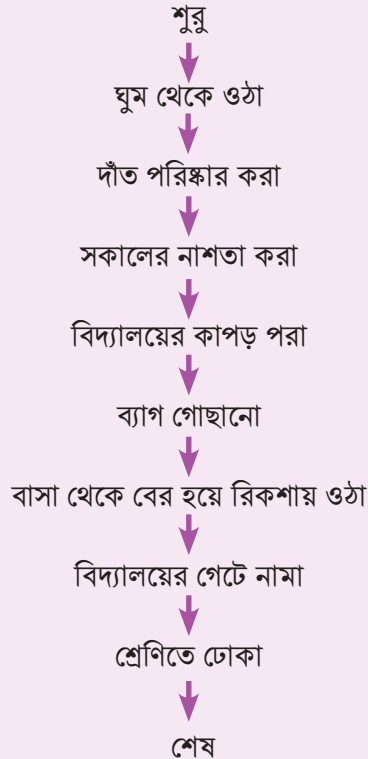 শুরু
ঘুম থেকে ওঠা
দাঁত পরিষ্কার করা
সকালের নাশতা করা
বিদ্যালয়ের কাপড় পরা
ব্যাগ গোছানো
বাসা থেকে বের হয়ে রিকশায় ওঠা
বিদ্যালয়ের গেটে নামা
শ্রেণিতে ঢোকা
শেষ